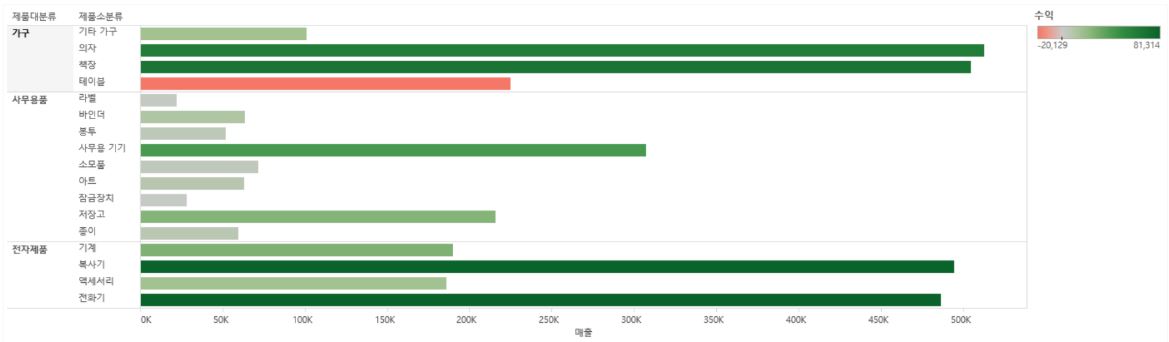 제품대분류 제품소분류
가구 기타 가구
의자
책장
테이블
사무용품 라벨
바인더
봉투
사무용 기기
소모품
아트
잠금장치
저장고
종이
전자제품 기계
복사기
액세서리
전화기
0K 50K 100K 150K 200K 250K 300K 350K 400K 450K 500K
매출
수익
-20,129 81,314